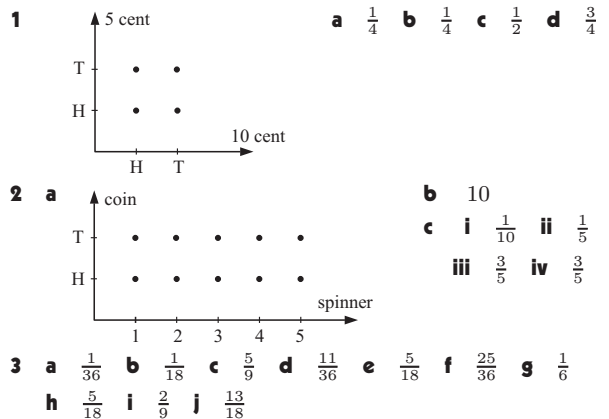 1 5 cent a 1/4 b 1/4 c 1/2 d 3/4
T
H
10 cent
H T
2 a coin b 10
T c i 1/10 ii 1/5
H iii 3/5 iv 3/5
spinner
1 2 3 4 5
3 a 1/36 b 1/18 c 5/9 d 11/36 e 5/18 f 25/36 g 1/6
h 5/18 i 2/9 j 13/18